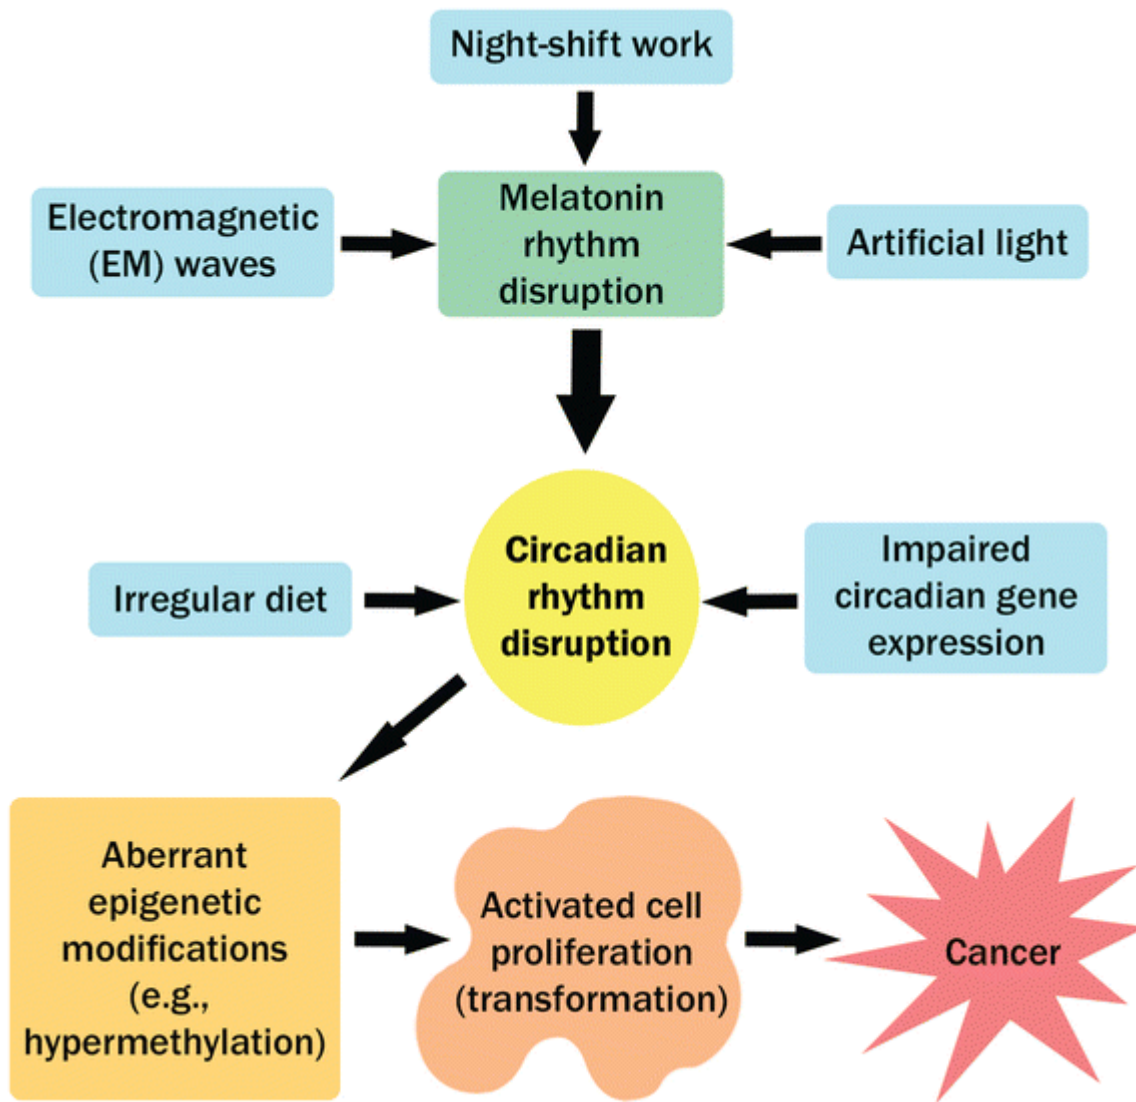 Night-shift work
Electromagnetic
(EM) waves
Melatonin
rhythm
disruption
Artificial light
Irregular diet
Circadian
rhythm
disruption
Impaired
circadian gene
expression
Aberrant
epigenetic
modifications
(e.g.,
hypermethylation)
Activated cell
proliferation
(transformation)
Cancer